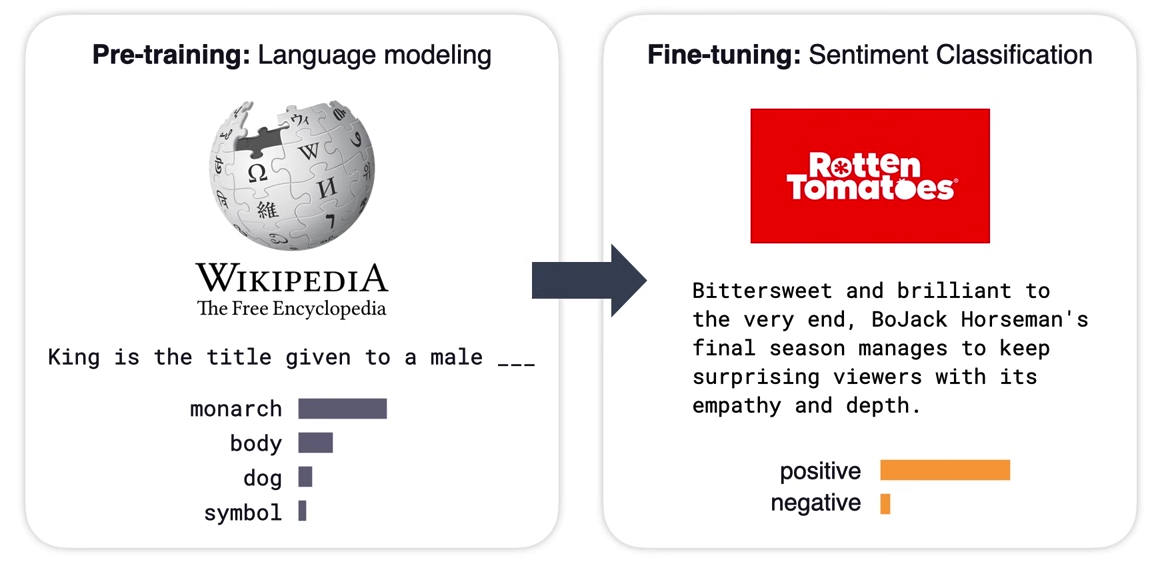 Pre-training: Language modeling
WIKIPEDIA
The Free Encyclopedia
King is the title given to a male ___
monarch
body
dog
symbol
Fine-tuning: Sentiment Classification
Rotten
Tomatoes®
Bittersweet and brilliant to
the very end, BoJack Horseman's
final season manages to keep
surprising viewers with its
empathy and depth.
positive
negative